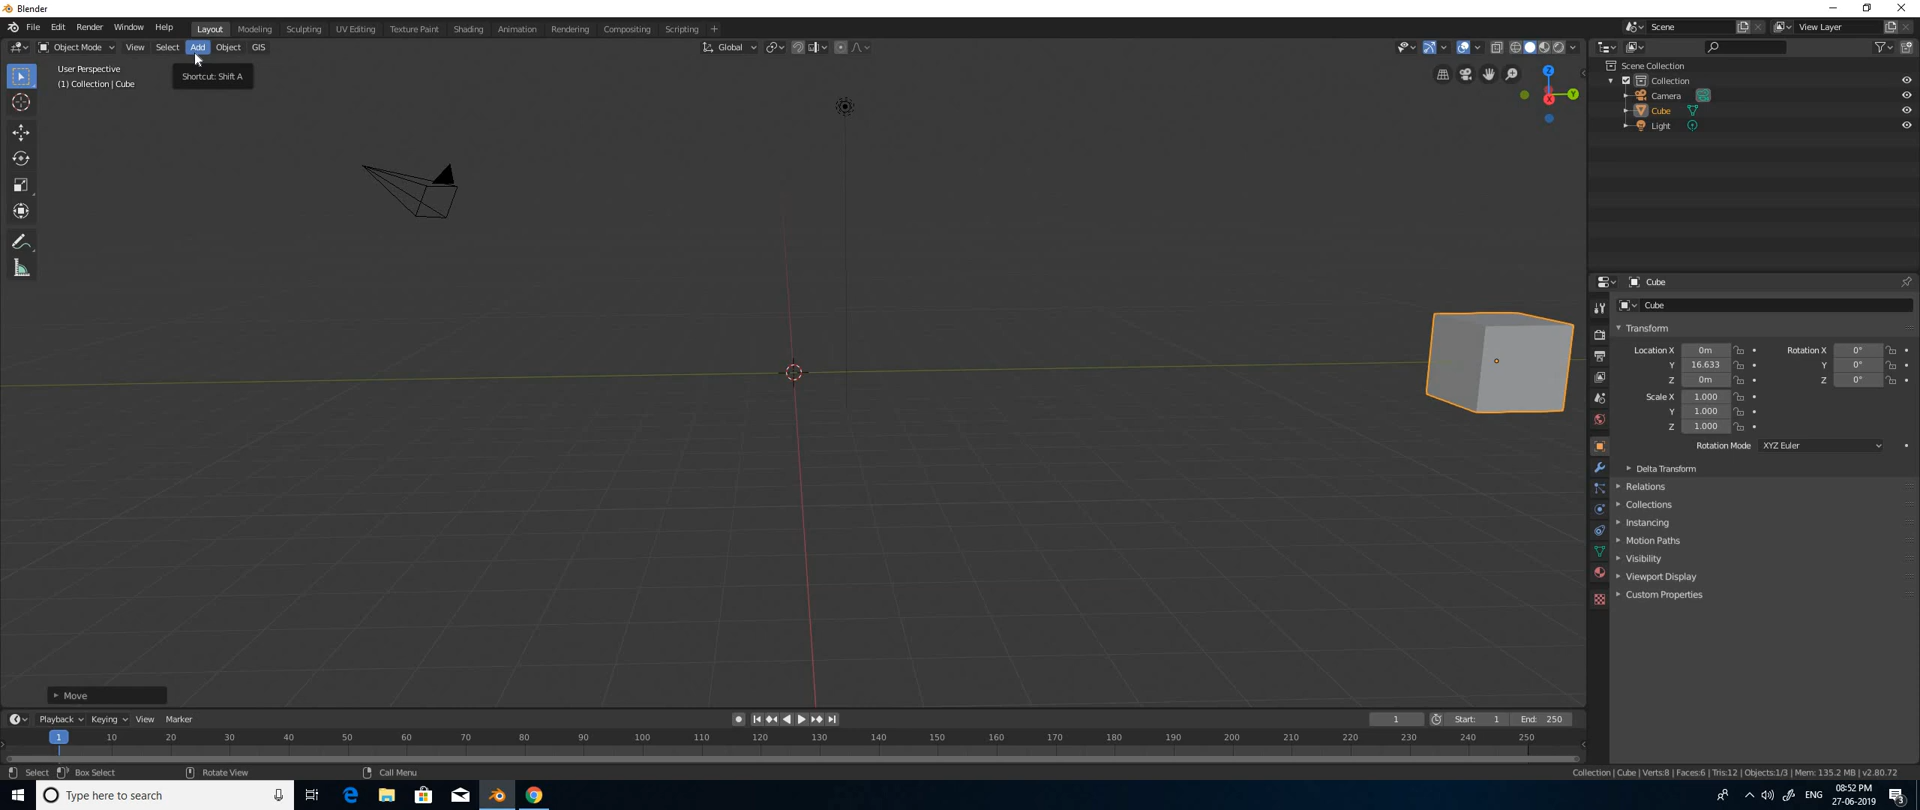 Blender
File Edit Render Window Help Layout Modeling Sculpting UV Editing Texture Paint Shading Animation Rendering Compositing Scripting + Scene View Layer
Object Mode View Select Add Object GIS Global
User Perspective
(1) Collection | Cube
Shortcut: Shift A
X
Y
Z
Scene Collection
Collection
Camera
Cube
Light
Cube
Cube
Transform
Location X 0m Rotation X 0°
Y 16.633 Y 0°
Z 0m Z 0°
Scale X 1.000
Y 1.000
Z 1.000
Rotation Mode XYZ Euler
Delta Transform
Relations
Collections
Instancing
Motion Paths
Visibility
Viewport Display
Custom Properties
Move
Playback Keying View Marker 1 Start: 1 End: 250
1 10 20 30 40 50 60 70 80 90 100 110 120 130 140 150 160 170 180 190 200 210 220 230 240 250
Select Box Select Rotate View Call Menu Collection | Cube | Verts:8 | Faces:6 | Tris:12 | Objects:1/3 | Mem: 135.2 MB | v2.80.72
Type here to search
ENG
08:52 PM
27-06-2019
3